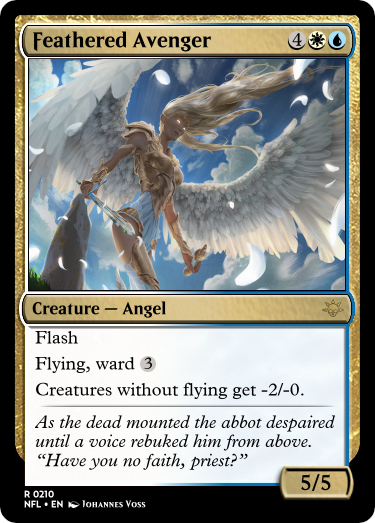 Feathered Avenger 4
Creature — Angel
Flash
Flying, ward 3
Creatures without flying get -2/-0.
As the dead mounted the abbot despaired
until a voice rebuked him from above.
“Have you no faith, priest?”
5/5
R 0210
NFL • EN Johannes Voss